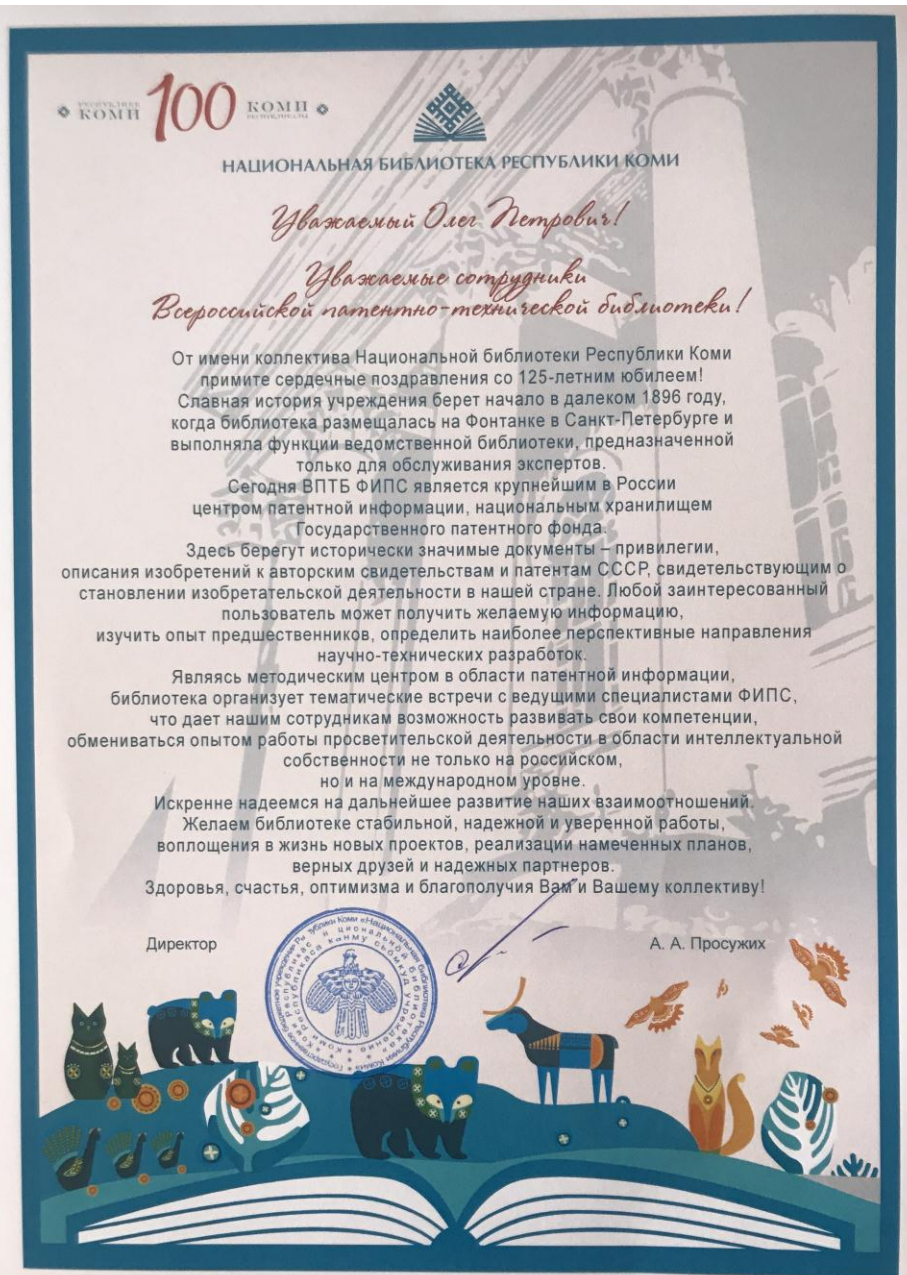 РЕСПУБЛИКА
КОМИ
100
КОМИ
РЕСПУБЛИКАЛЫ
НАЦИОНАЛЬНАЯ БИБЛИОТЕКА РЕСПУБЛИКИ КОМИ
Уважаемый Олег Петрович!
Уважаемые сотрудники
Всероссийской патентно-технической библиотеки!
От имени коллектива Национальной библиотеки Республики Коми
примите сердечные поздравления со 125-летним юбилеем!
Славная история учреждения берет начало в далеком 1896 году,
когда библиотека размещалась на Фонтанке в Санкт-Петербурге и
выполняла функции ведомственной библиотеки, предназначенной
только для обслуживания экспертов.
Сегодня ВПТБ ФИПС является крупнейшим в России
центром патентной информации, национальным хранилищем
Государственного патентного фонда.
Здесь берегут исторически значимые документы – привилегии,
описания изобретений к авторским свидетельствам и патентам СССР, свидетельствующим о
становлении изобретательской деятельности в нашей стране. Любой заинтересованный
пользователь может получить желаемую информацию,
изучить опыт предшественников, определить наиболее перспективные направления
научно-технических разработок.
Являясь методическим центром в области патентной информации,
библиотека организует тематические встречи с ведущими специалистами ФИПС,
что дает нашим сотрудникам возможность развивать свои компетенции,
обмениваться опытом работы просветительской деятельности в области интеллектуальной
собственности не только на российском,
но и на международном уровне.
Искренне надеемся на дальнейшее развитие наших взаимоотношений.
Желаем библиотеке стабильной, надежной и уверенной работы,
воплощения в жизнь новых проектов, реализации намеченных планов,
верных друзей и надежных партнеров.
Здоровья, счастья, оптимизма и благополучия Вам и Вашему коллективу!
Директор
А. А. Просужих